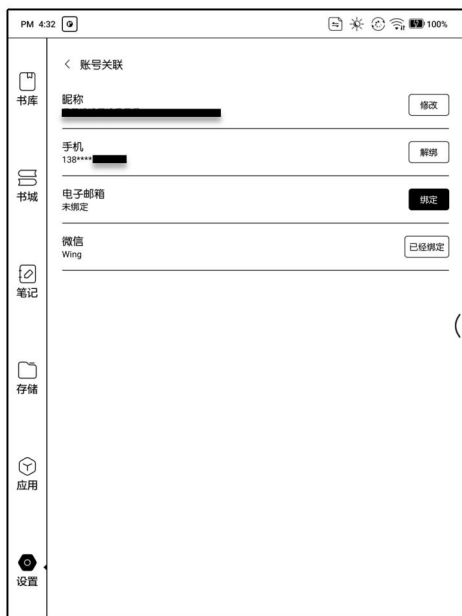 PM 4:32
100%
书库
书城
笔记
存储
应用
设置
账号关联
昵称
修改
手机
138****
解绑
电子邮箱
未绑定
绑定
微信
Wing
已经绑定